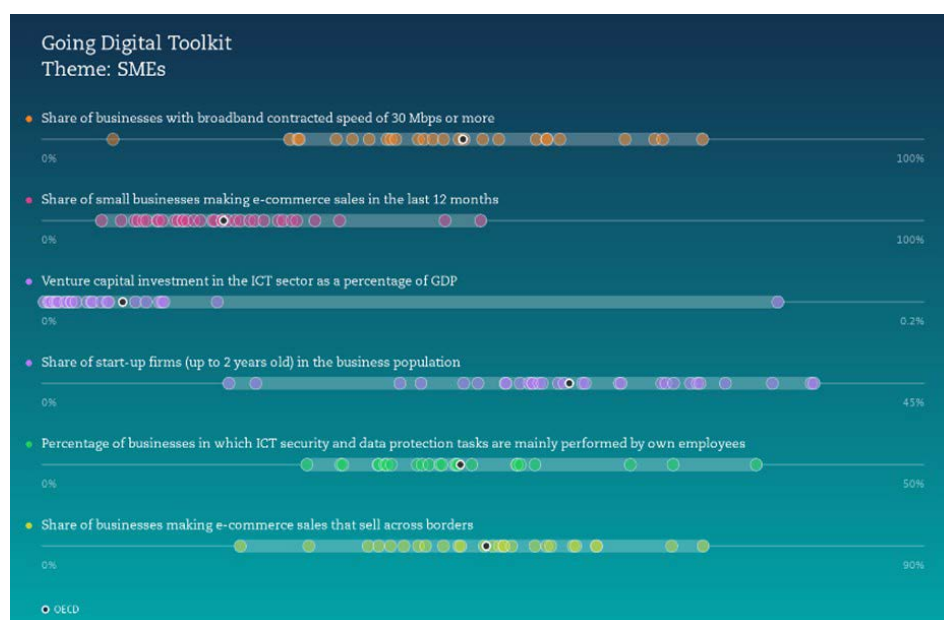 Going Digital Toolkit
Theme: SMEs
Share of businesses with broadband contracted speed of 30 Mbps or more
0% 100%
Share of small businesses making e-commerce sales in the last 12 months
0% 100%
Venture capital investment in the ICT sector as a percentage of GDP
0% 0.2%
Share of start-up firms (up to 2 years old) in the business population
0% 45%
Percentage of businesses in which ICT security and data protection tasks are mainly performed by own employees
0% 50%
Share of businesses making e-commerce sales that sell across borders
0% 90%
OECD